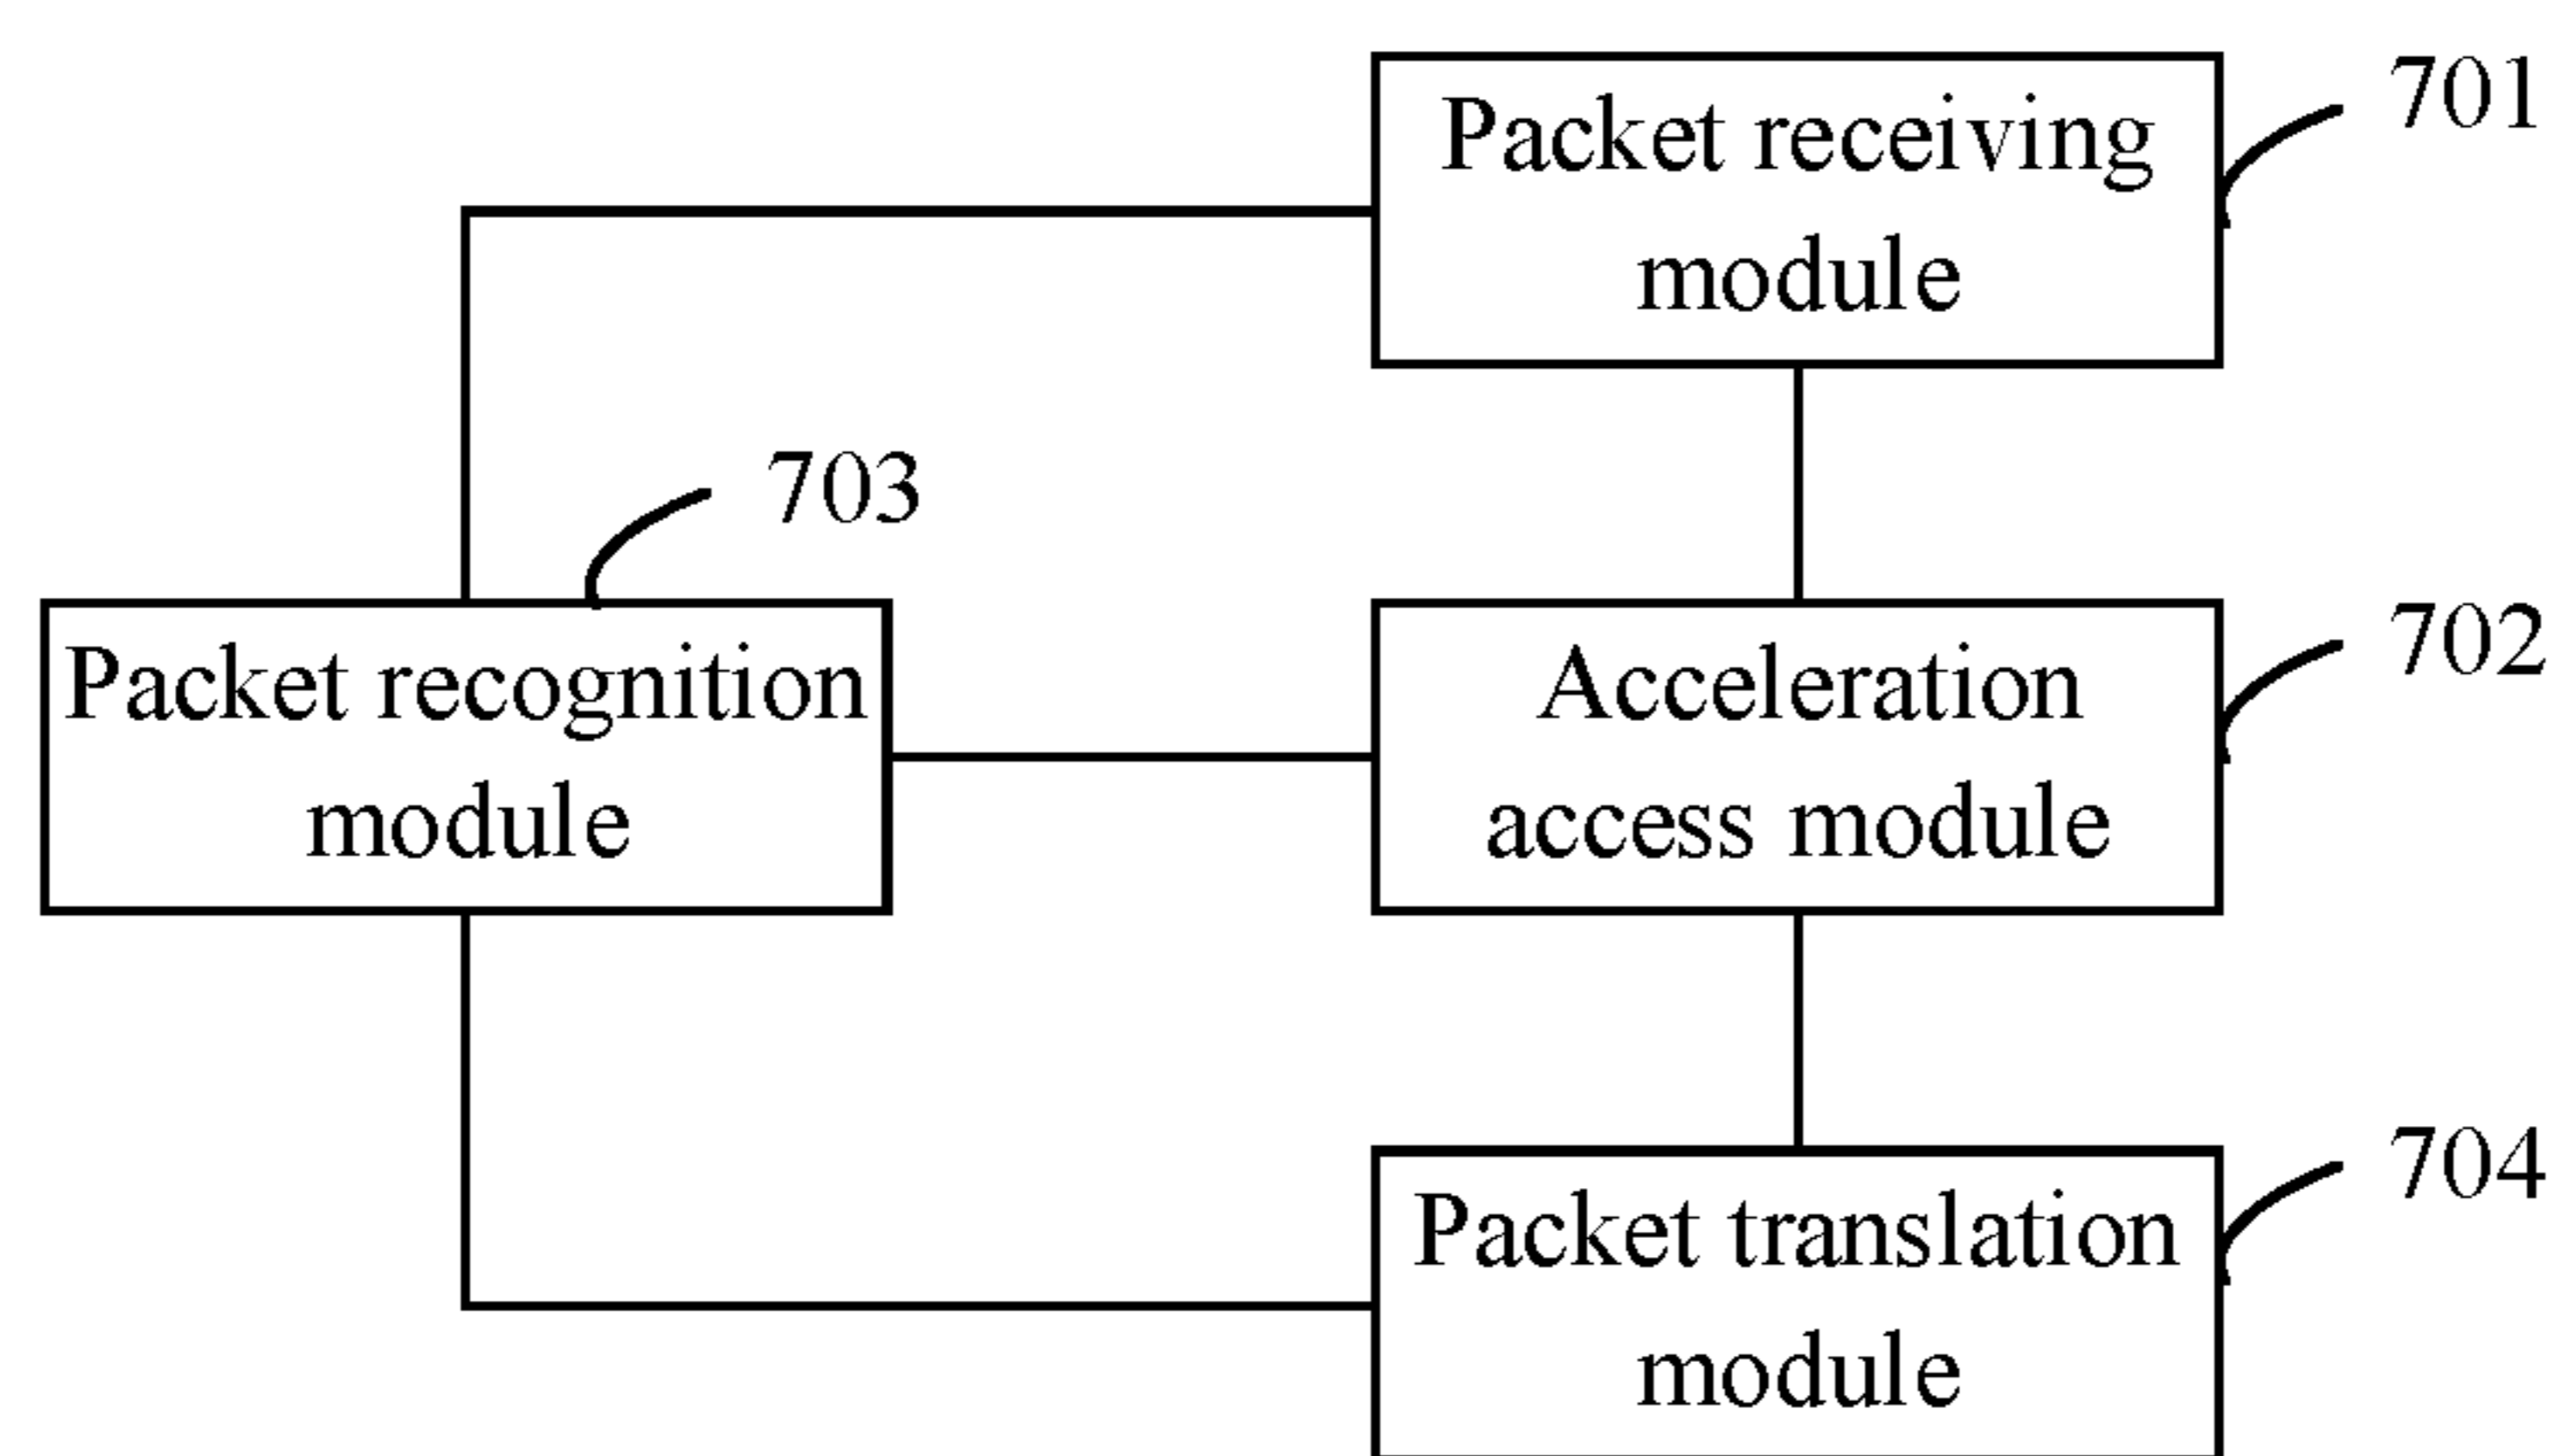 Packet receiving
module
701
703
Packet recognition
module
Acceleration
access module
702
Packet translation
module
704